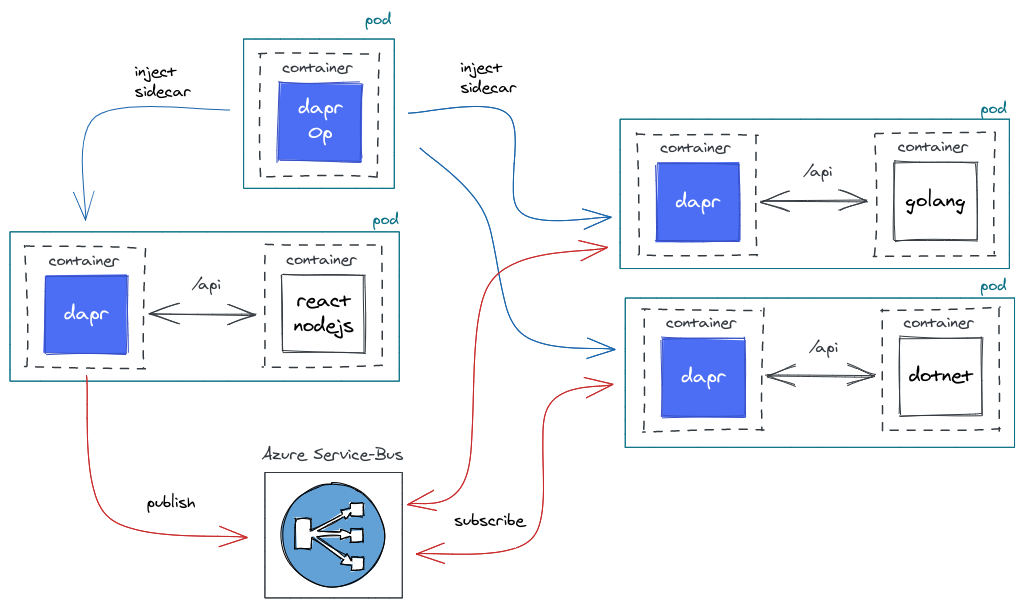 pod
container
dapr
Op
inject
sidecar
inject
sidecar
pod
container
dapr
/api
container
golang
pod
container
dapr
/api
container
react
nodejs
pod
container
dapr
/api
container
dotnet
Azure Service-Bus
publish
subscribe